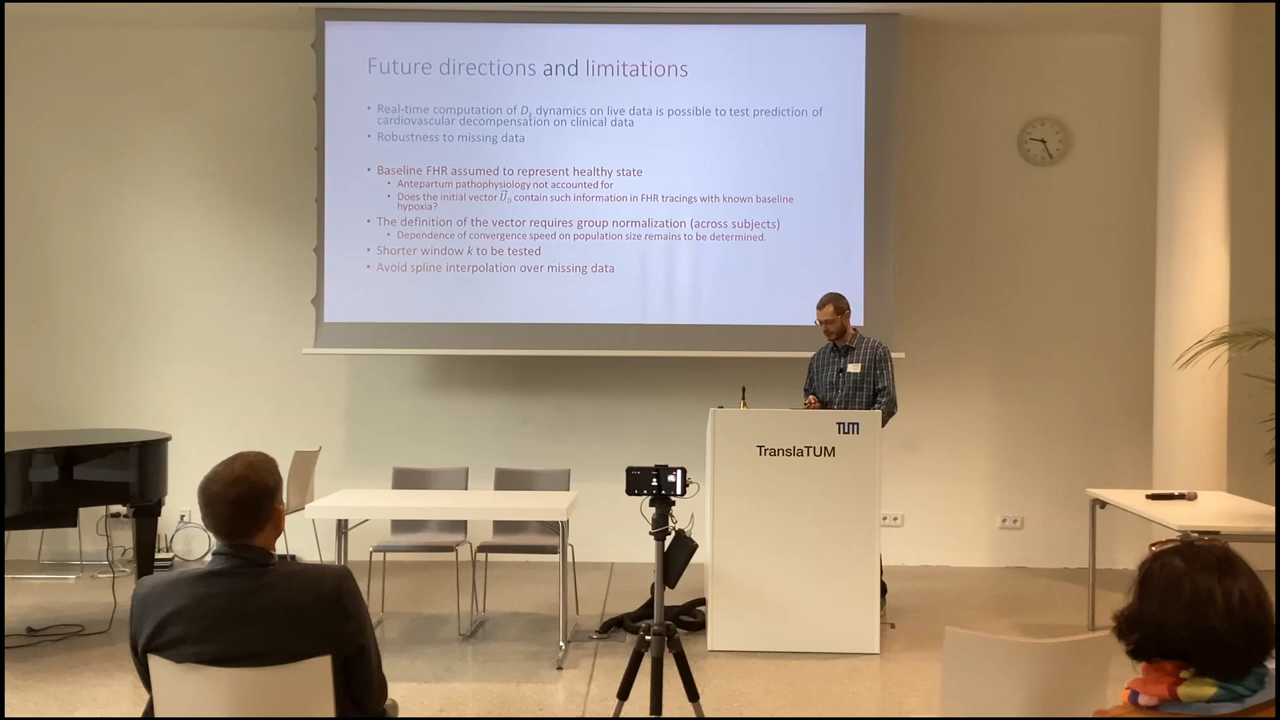 Future directions and limitations
• Real-time computation of D_k dynamics on live data is possible to test prediction of
cardiovascular decompensation on clinical data
• Robustness to missing data
• Baseline FHR assumed to represent healthy state
• Antepartum pathophysiology not accounted for
• Does the initial vector U⃗₀ contain such information in FHR tracings with known baseline
hypoxia?
• The definition of the vector requires group normalization (across subjects)
• Dependence of convergence speed on population size remains to be determined.
• Shorter window k to be tested
• Avoid spline interpolation over missing data
TUM
TranslaTUM